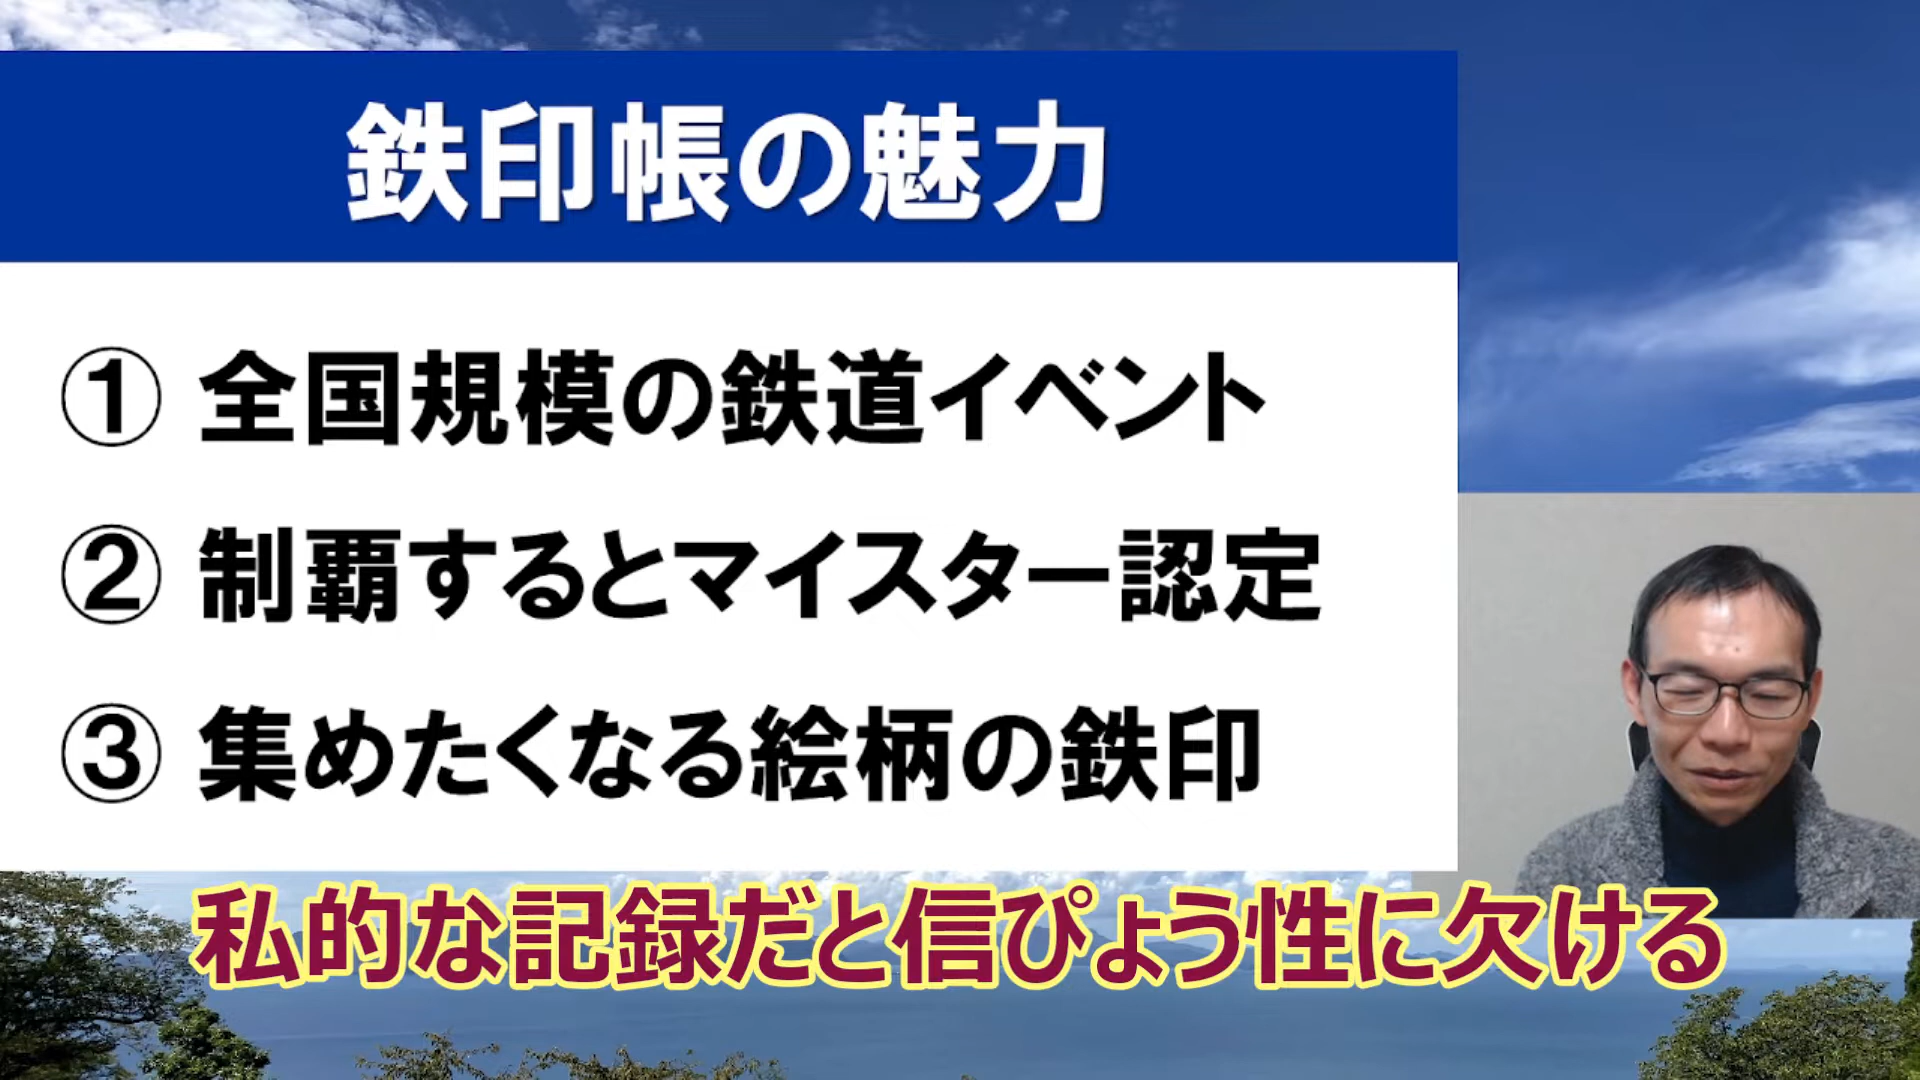 鉄印帳の魅力
① 全国規模の鉄道イベント
② 制覇するとマイスター認定
③ 集めたくなる絵柄の鉄印
私的な記録だと信ぴょう性に欠ける